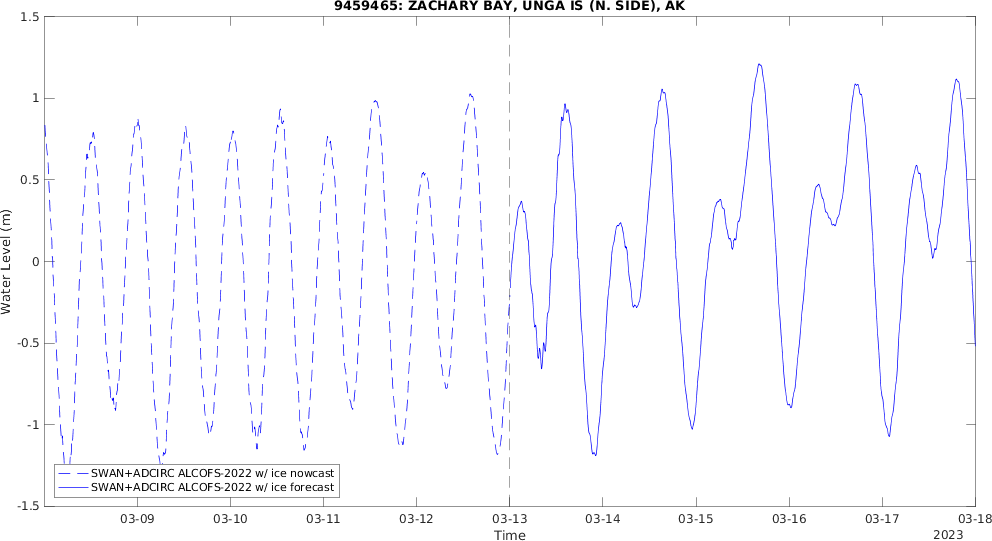 9459465: ZACHARY BAY, UNGA IS (N. SIDE), AK
1.5
1
0.5
0
-0.5
-1
-1.5
Water Level (m)
SWAN+ADCIRC ALCOFS-2022 w/ ice nowcast
SWAN+ADCIRC ALCOFS-2022 w/ ice forecast
03-09 03-10 03-11 03-12 03-13 03-14 03-15 03-16 03-17 03-18
Time
2023